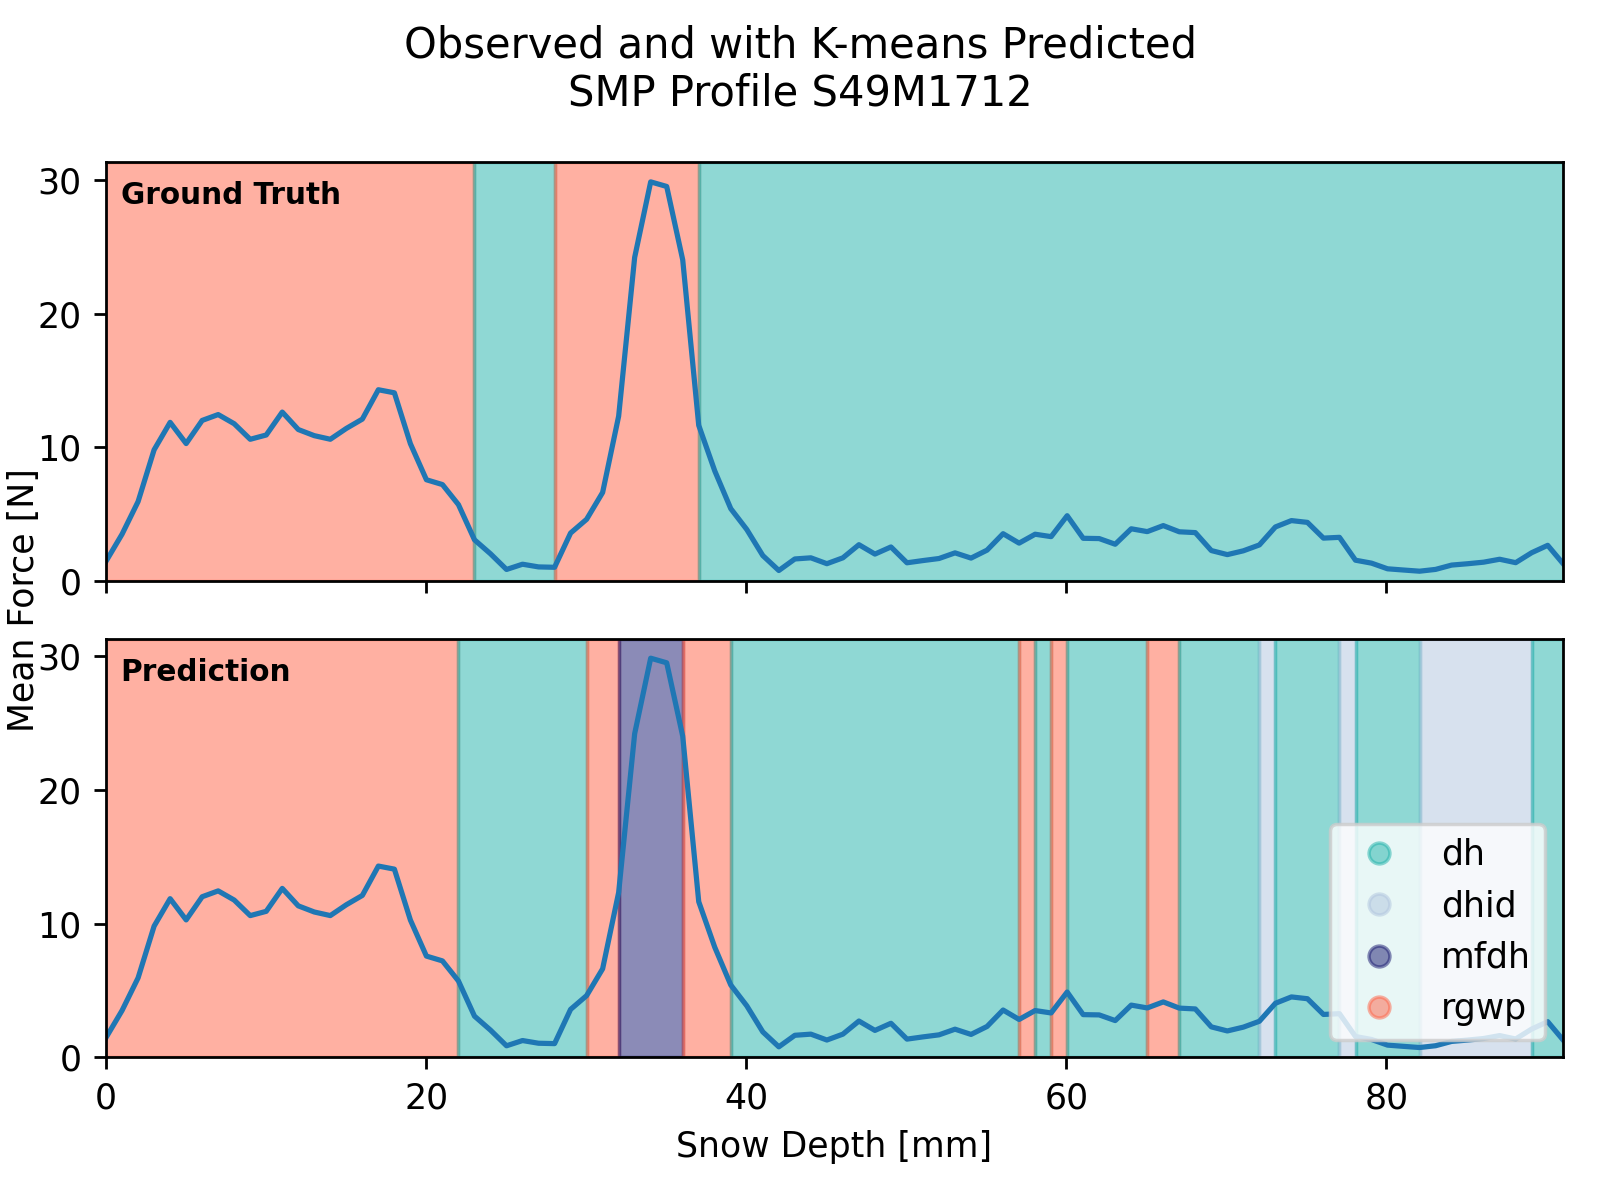 Observed and with K-means Predicted
SMP Profile S49M1712
Ground Truth
30
20
10
0
Mean Force [N]
Prediction
30
20
10
0
dh
dhid
mfdh
rgwp
0 20 40 60 80
Snow Depth [mm]